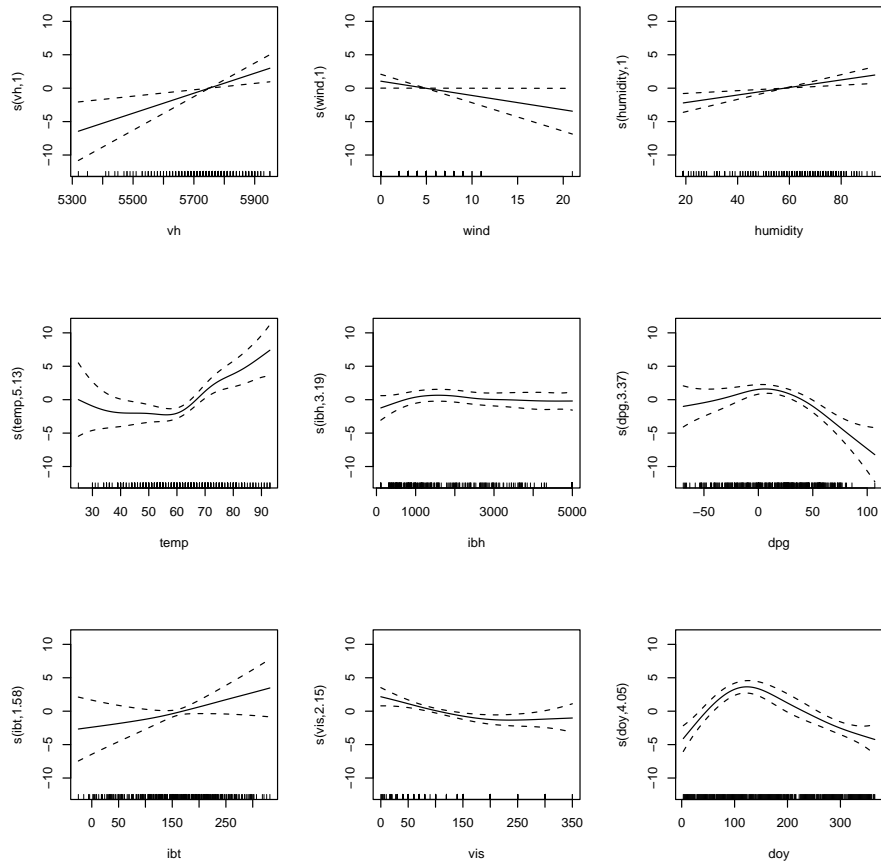 10
5
0
−5
−10
s(vh,1)
5300 5500 5700 5900
vh
10
5
0
−5
−10
s(wind,1)
0 5 10 15 20
wind
10
5
0
−5
−10
s(humidity,1)
20 40 60 80
humidity
10
5
0
−5
−10
s(temp,5.13)
30 40 50 60 70 80 90
temp
10
5
0
−5
−10
s(ibh,3.19)
0 1000 3000 5000
ibh
10
5
0
−5
−10
s(dpg,3.37)
−50 0 50 100
dpg
10
5
0
−5
−10
s(ibt,1.58)
0 50 150 250
ibt
10
5
0
−5
−10
s(vis,2.15)
0 50 150 250 350
vis
10
5
0
−5
−10
s(doy,4.05)
0 100 200 300
doy